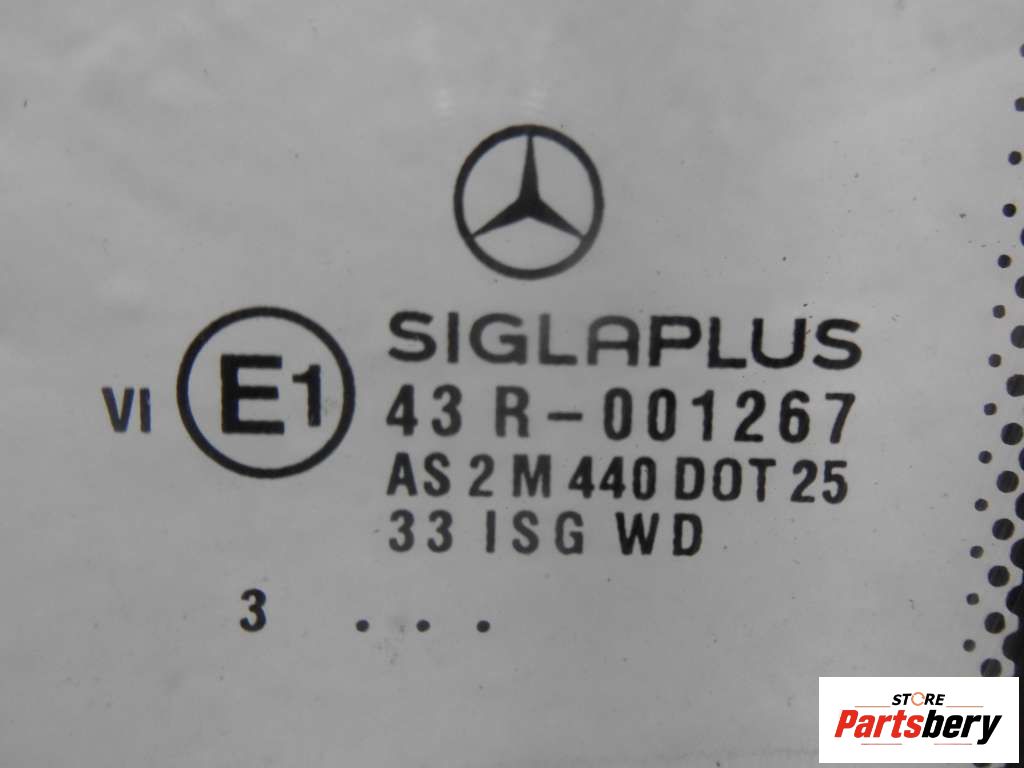 SIGLAPLUS
VI E1 43 R-001267
AS 2 M 440 DOT 25
33 ISG WD
3 . . .
STORE
Partsbery